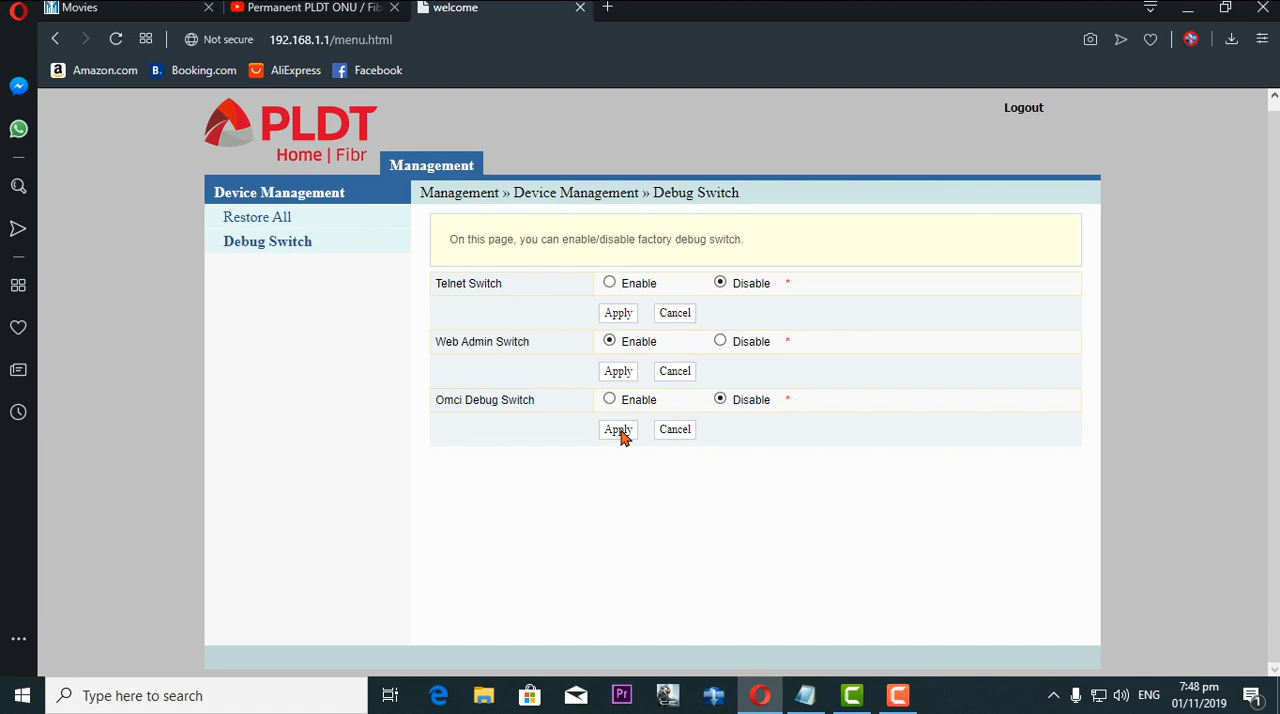 Movies
Permanent PLDT ONU / Fib
welcome
Not secure 192.168.1.1/menu.html
Amazon.com
B. Booking.com
AliExpress
Facebook
PLDT
Home | Fibr
Logout
Management
Device Management
Management » Device Management » Debug Switch
Restore All
Debug Switch
On this page, you can enable/disable factory debug switch.
Telnet Switch Enable Disable *
Apply Cancel
Web Admin Switch Enable Disable *
Apply Cancel
Omci Debug Switch Enable Disable *
Apply Cancel
Type here to search
Pr
ENG
7:48 pm
01/11/2019
1